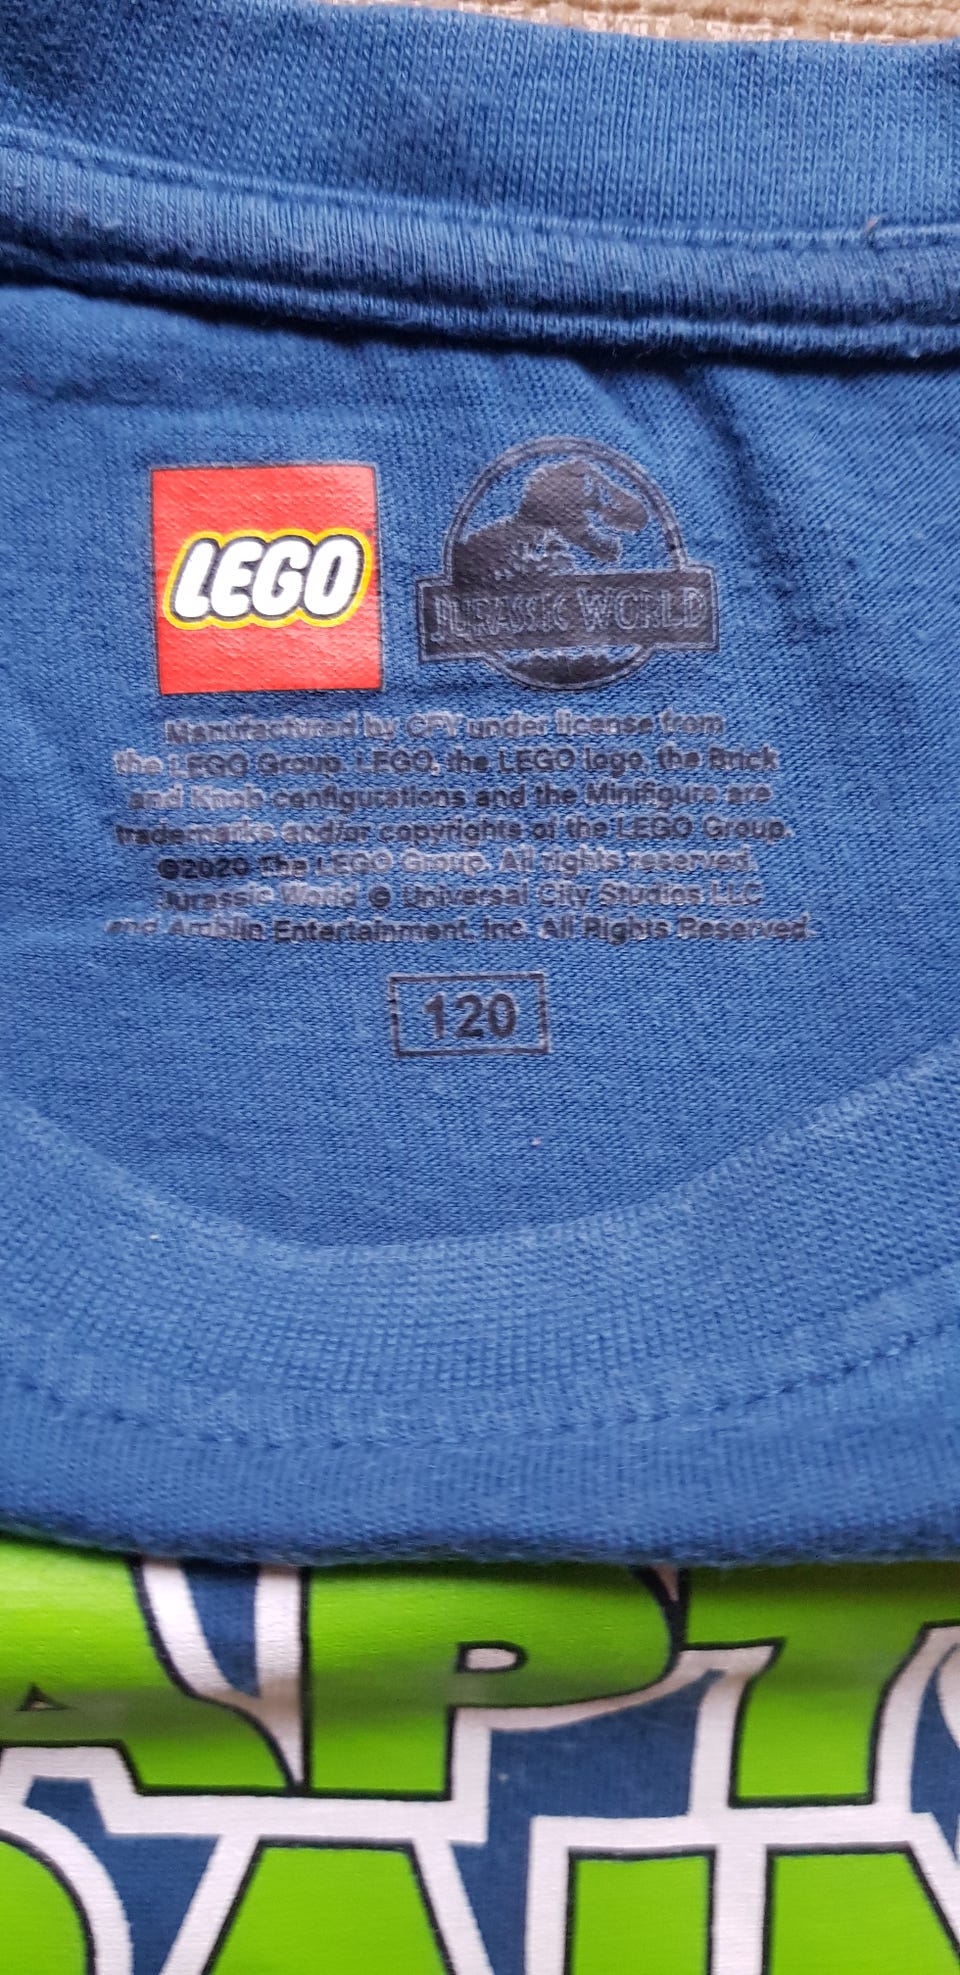 LEGO
JURASSIC WORLD
Manufactured by CFY under license from
the LEGO Group. LEGO, the LEGO logo, the Brick
and Knob configurations and the Minifigure are
trademarks and/or copyrights of the LEGO Group.
©2020 The LEGO Group. All rights reserved.
Jurassic World © Universal City Studios LLC
and Amblin Entertainment, Inc. All Rights Reserved.
120
APT